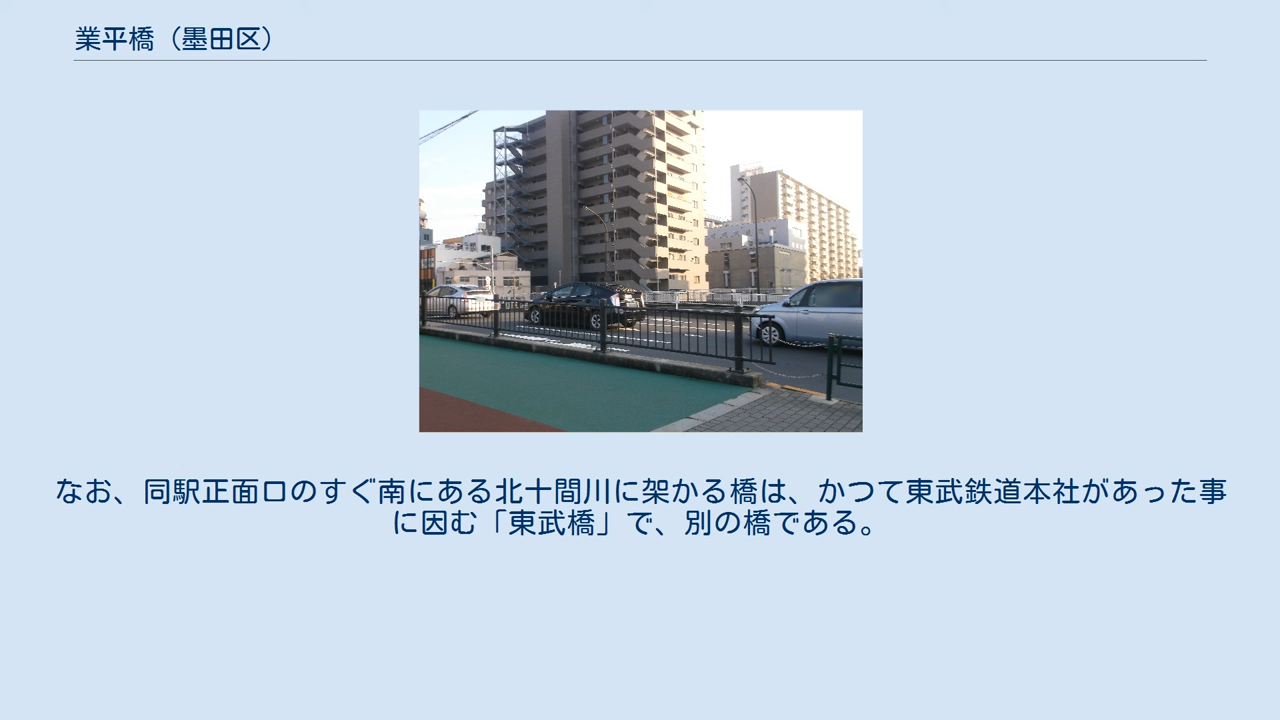 業平橋（墨田区）
なお、同駅正面口のすぐ南にある北十間川に架かる橋は、かつて東武鉄道本社があった事
に因む「東武橋」で、別の橋である。